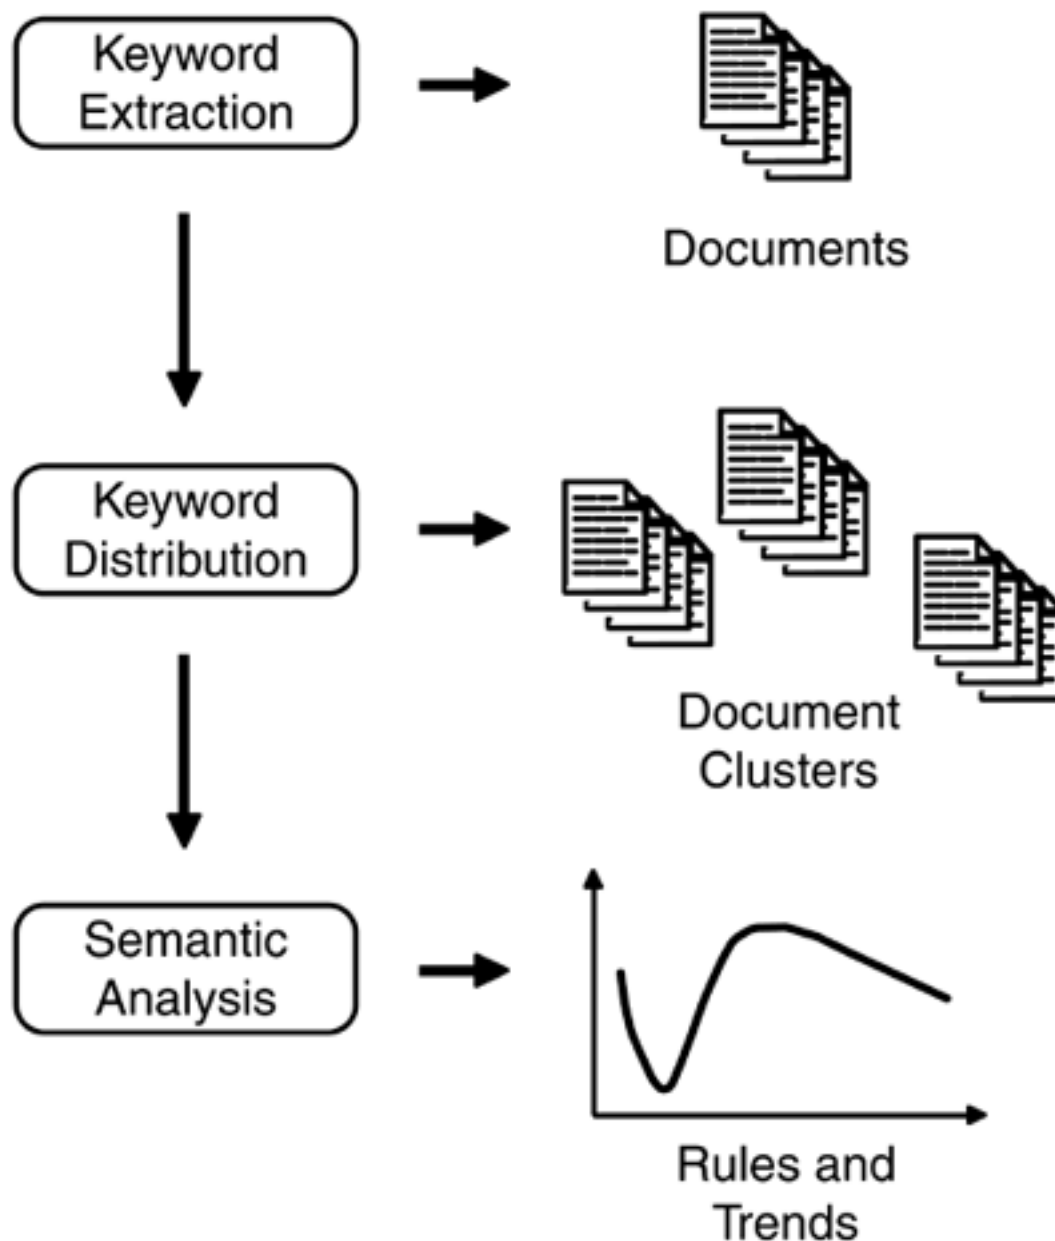 Keyword
Extraction
Documents
Keyword
Distribution
Document
Clusters
Semantic
Analysis
Rules and
Trends